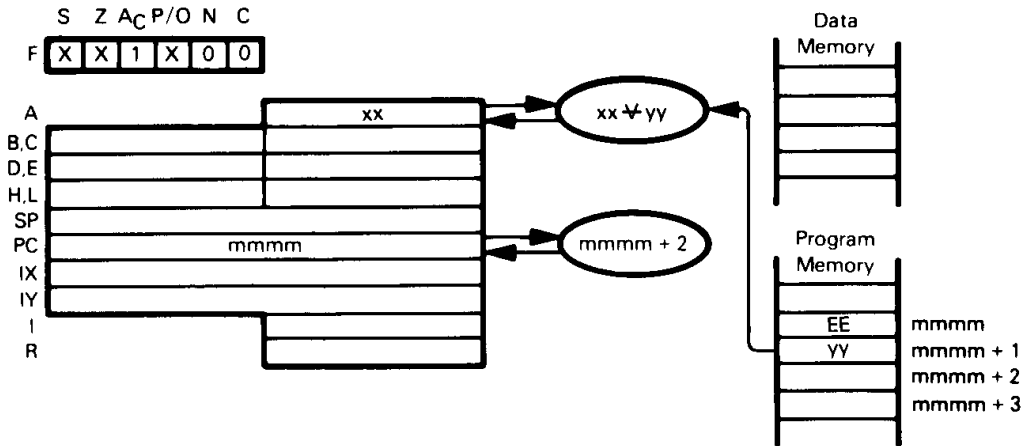 S Z AC P/O N C
F X X 1 X 0 0
A xx
B,C
D,E
H,L
SP
PC mmmm
IX
IY
I
R
xx ⊻ yy
mmmm + 2
Data
Memory
Program
Memory
EE mmmm
yy mmmm + 1
mmmm + 2
mmmm + 3